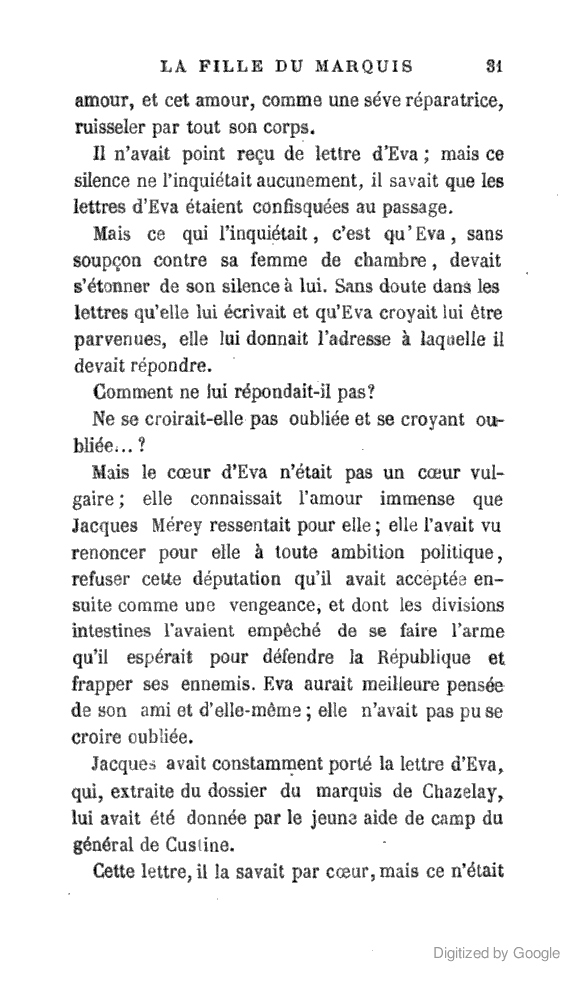 LA FILLE DU MARQUIS 31
amour, et cet amour, comme une séve réparatrice,
ruisseler par tout son corps.
Il n'avait point reçu de lettre d'Eva ; mais ce
silence ne l'inquiétait aucunement, il savait que les
lettres d'Eva étaient confisquées au passage.
Mais ce qui l'inquiétait, c'est qu'Eva, sans
soupçon contre sa femme de chambre, devait
s'étonner de son silence à lui. Sans doute dans les
lettres qu'elle lui écrivait et qu'Eva croyait lui être
parvenues, elle lui donnait l'adresse à laquelle il
devait répondre.
Comment ne lui répondait-il pas?
Ne se croirait-elle pas oubliée et se croyant ou-
bliée... ?
Mais le cœur d'Eva n'était pas un cœur vul-
gaire ; elle connaissait l'amour immense que
Jacques Mérey ressentait pour elle ; elle l'avait vu
renoncer pour elle à toute ambition politique,
refuser cette députation qu'il avait acceptée en-
suite comme une vengeance, et dont les divisions
intestines l'avaient empêché de se faire l'arme
qu'il espérait pour défendre la République et
frapper ses ennemis. Eva aurait meilleure pensée
de son ami et d'elle-même ; elle n'avait pas pu se
croire oubliée.
Jacques avait constamment porté la lettre d'Eva,
qui, extraite du dossier du marquis de Chazelay,
lui avait été donnée par le jeune aide de camp du
général de Custine.
Cette lettre, il la savait par cœur, mais ce n'était
Digitized by Google